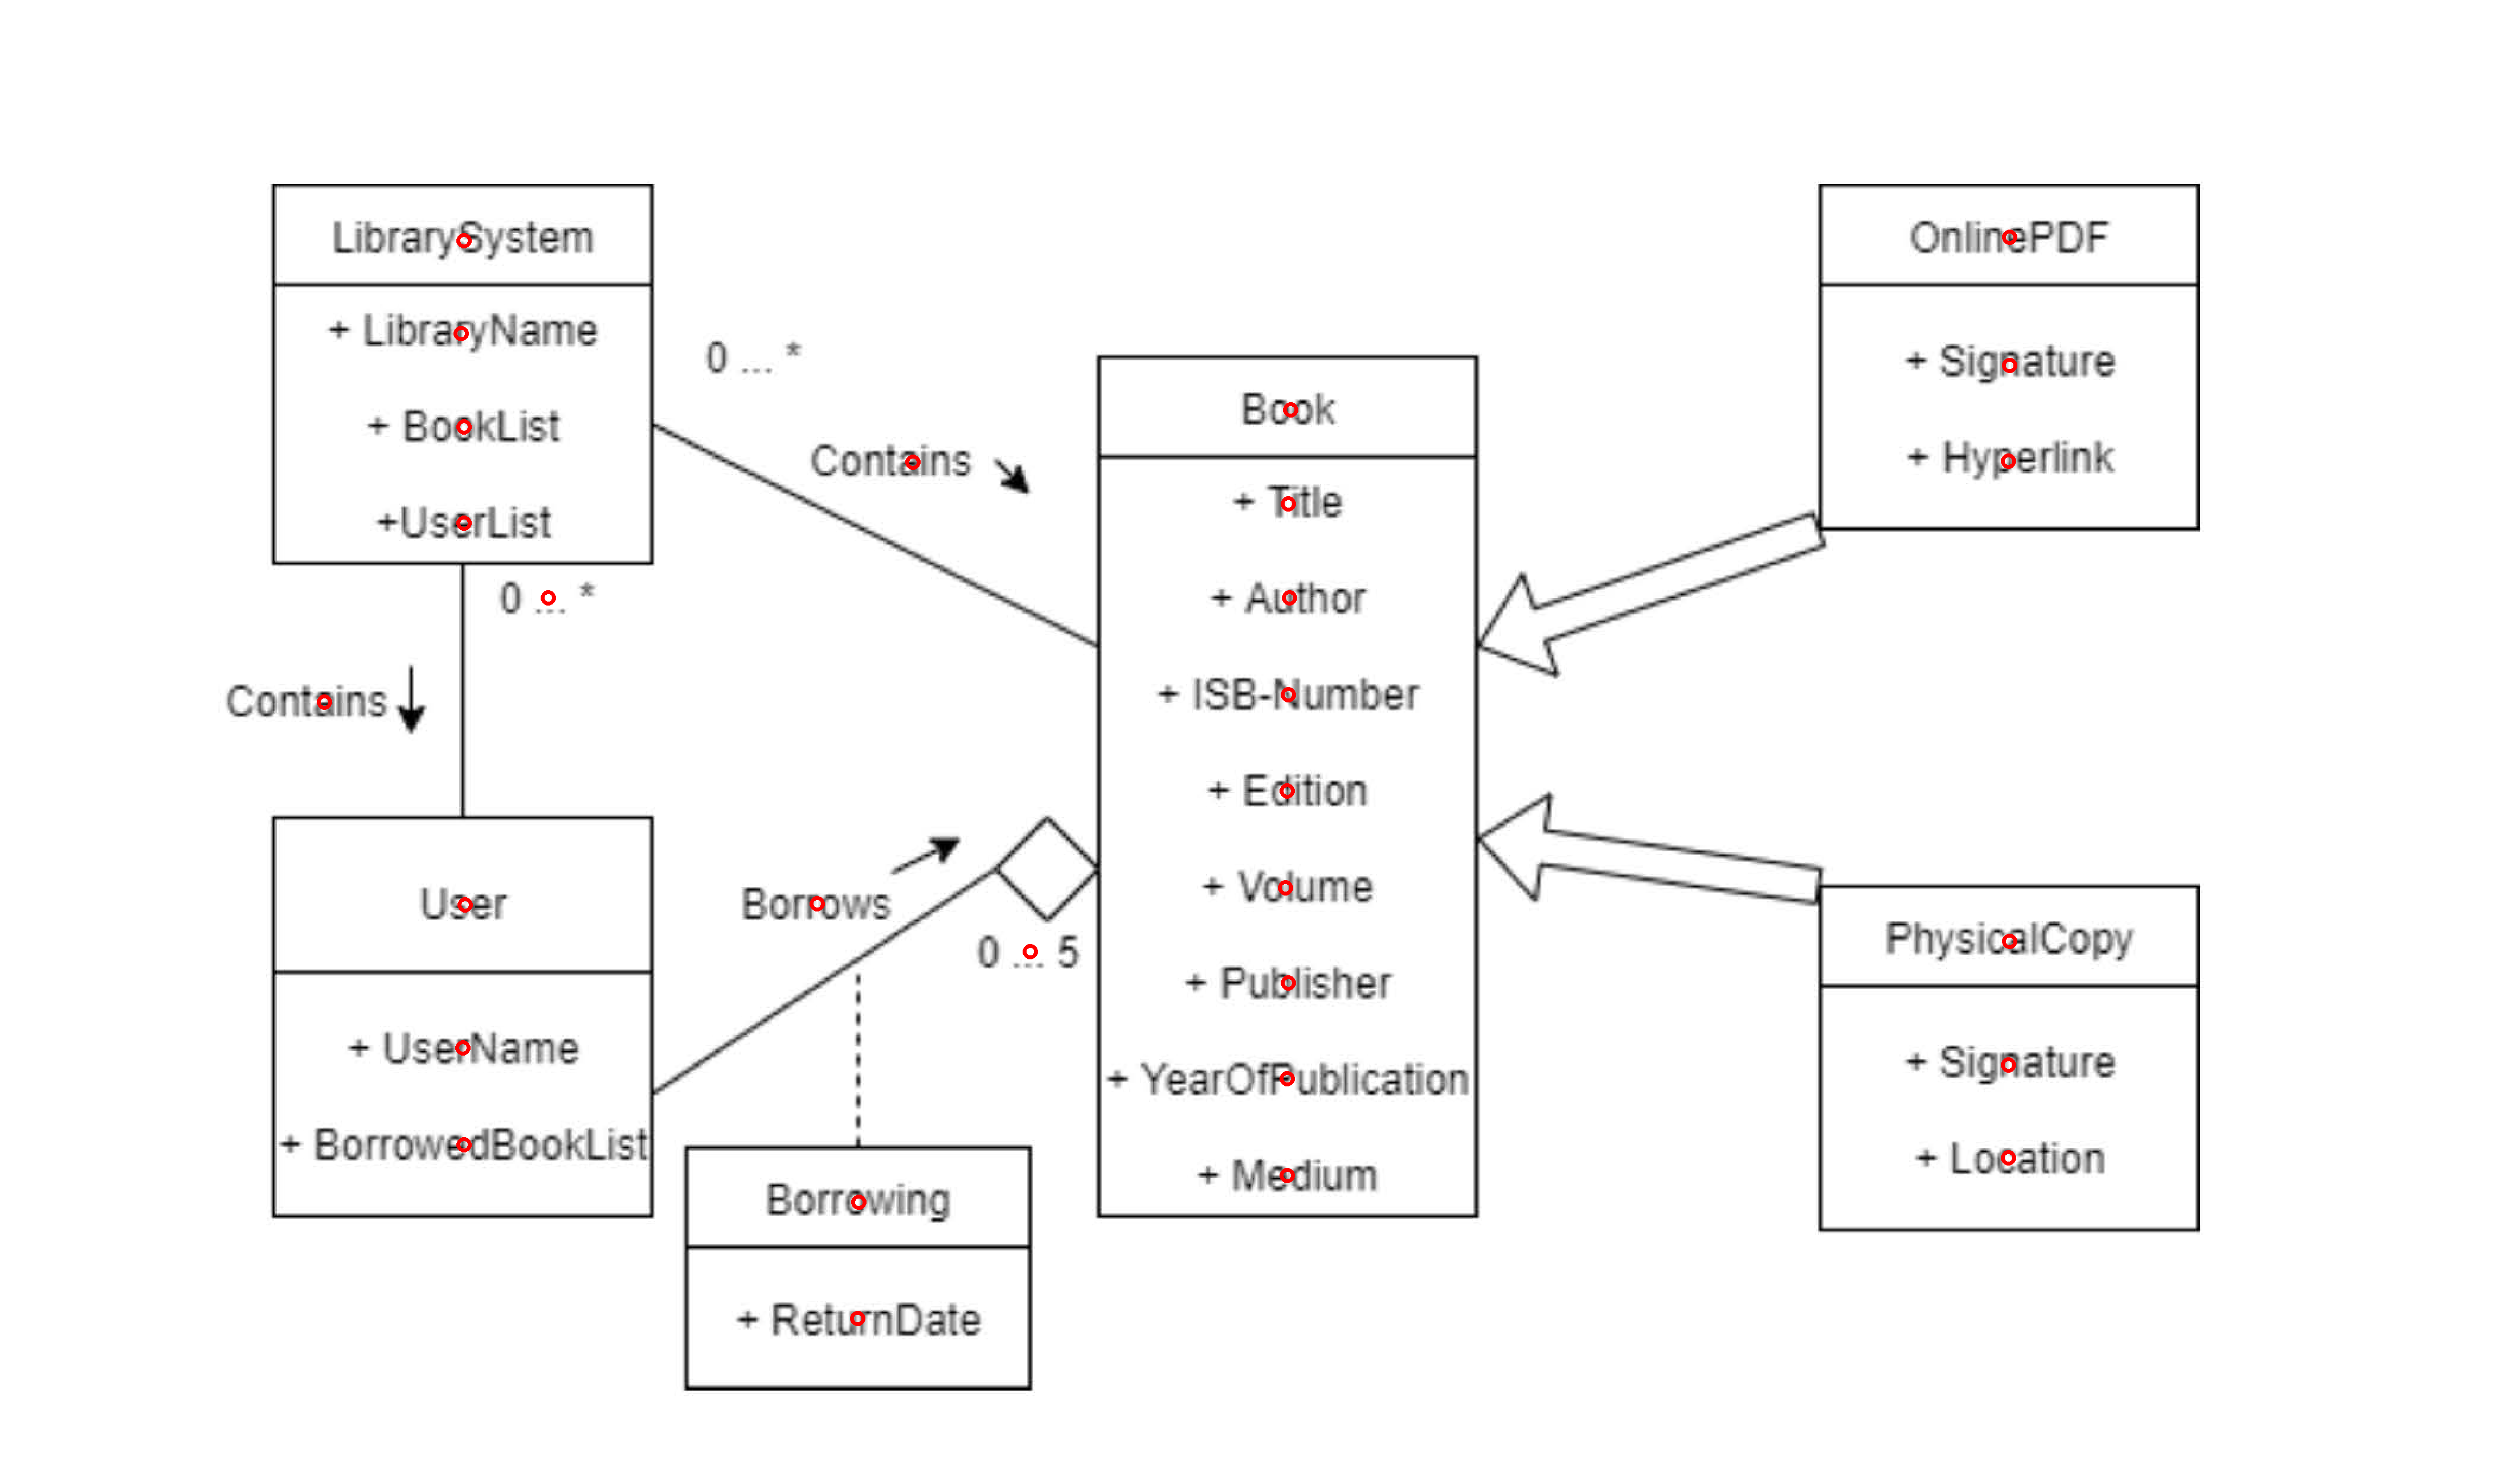 LibrarySystem
+ LibraryName
+ BookList
+UserList
0 ... *
Contains
0 ... *
Contains
User
+ UserName
+ BorrowedBookList
Borrows
0 ... 5
Borrowing
+ ReturnDate
Book
+ Title
+ Author
+ ISB-Number
+ Edition
+ Volume
+ Publisher
+ YearOfPublication
+ Medium
OnlinePDF
+ Signature
+ Hyperlink
PhysicalCopy
+ Signature
+ Location